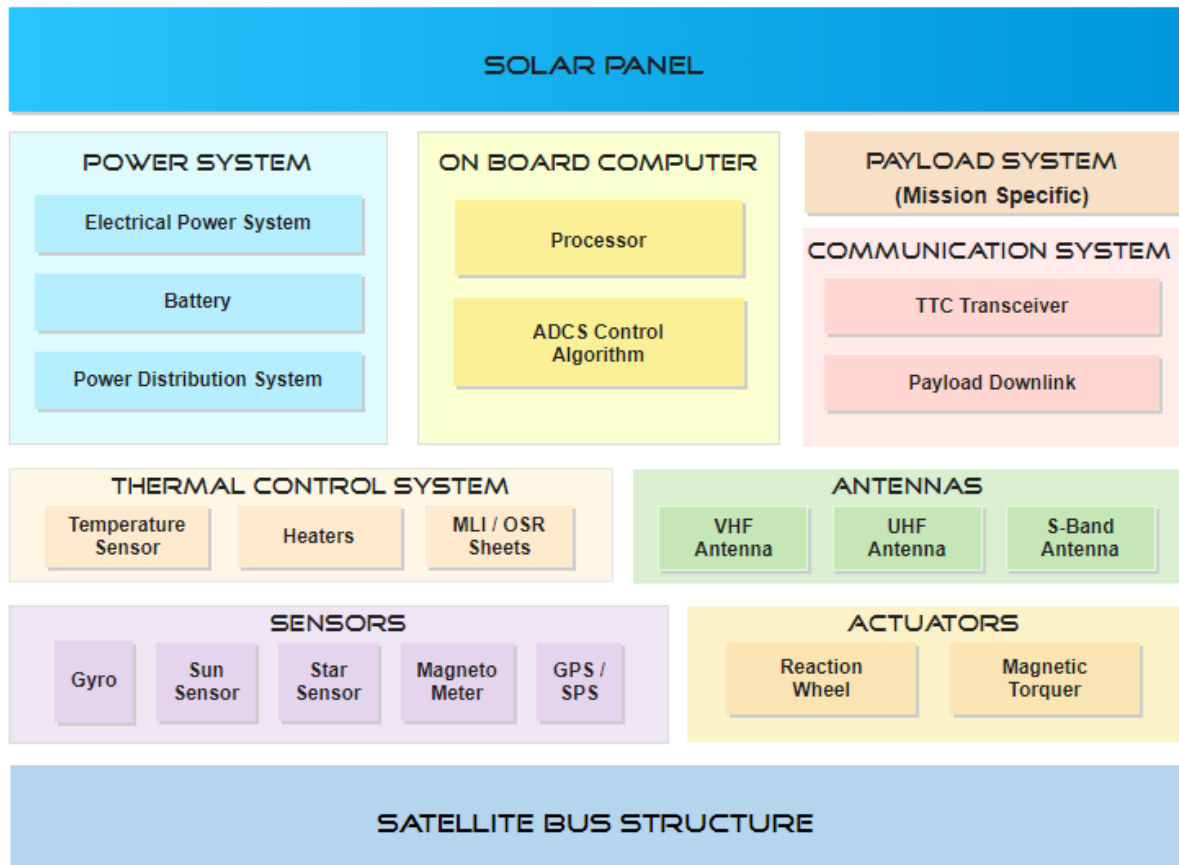 SOLAR PANEL
POWER SYSTEM
Electrical Power System
Battery
Power Distribution System
ON BOARD COMPUTER
Processor
ADCS Control
Algorithm
PAYLOAD SYSTEM
(Mission Specific)
COMMUNICATION SYSTEM
TTC Transceiver
Payload Downlink
THERMAL CONTROL SYSTEM
Temperature
Sensor
Heaters
MLI / OSR
Sheets
ANTENNAS
VHF
Antenna
UHF
Antenna
S-Band
Antenna
SENSORS
Gyro
Sun
Sensor
Star
Sensor
Magneto
Meter
GPS /
SPS
ACTUATORS
Reaction
Wheel
Magnetic
Torquer
SATELLITE BUS STRUCTURE